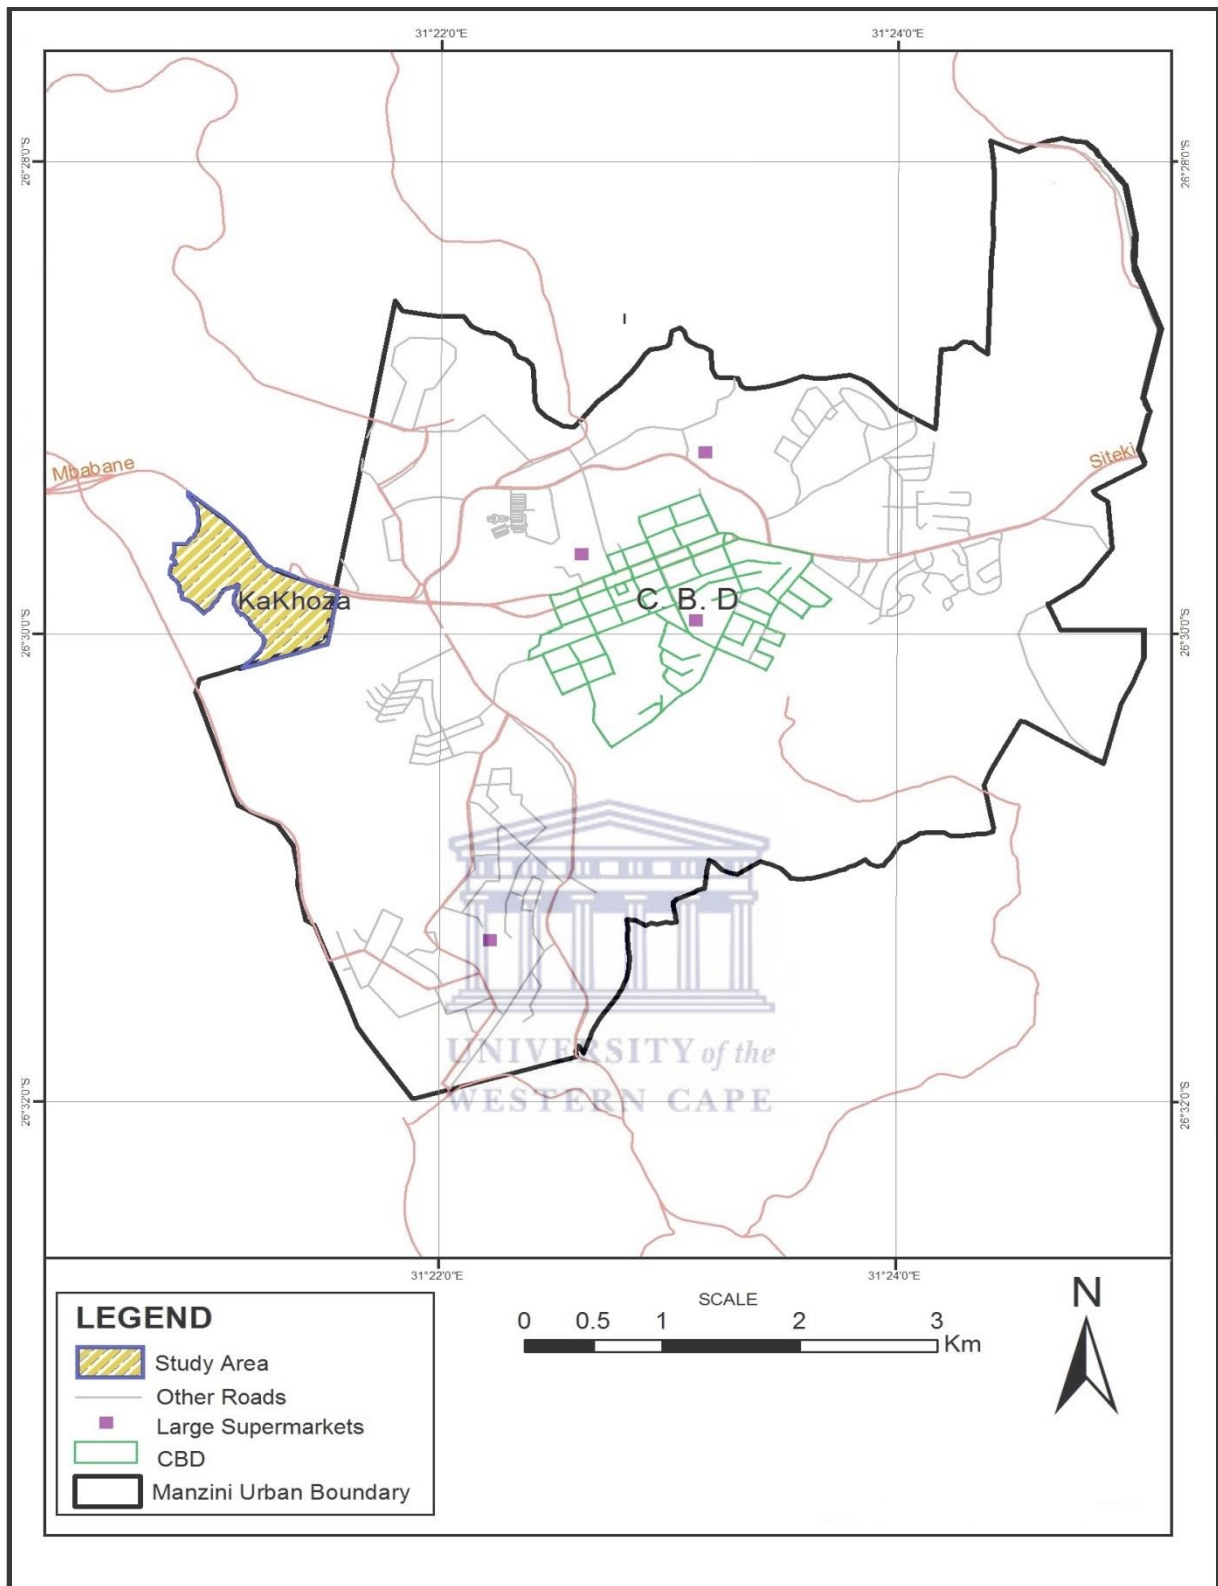 31°22'0"E
31°24'0"E
26°28'0"S
26°28'0"S
Mbabane
Siteki
KaKhoza
C. B. D
26°30'0"S
26°30'0"S
UNIVERSITY of the
WESTERN CAPE
26°32'0"S
26°32'0"S
31°22'0"E
31°24'0"E
LEGEND
Study Area
Other Roads
Large Supermarkets
CBD
Manzini Urban Boundary
SCALE
0 0.5 1 2 3
Km
N